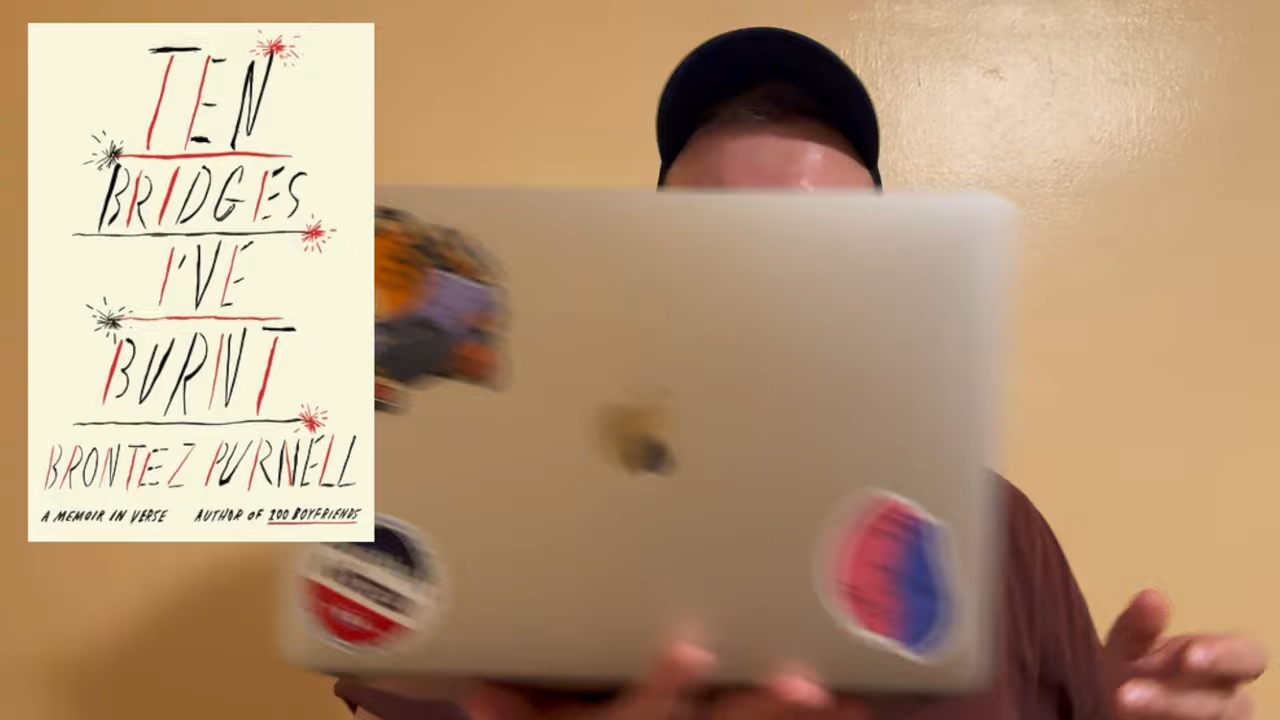 TEN
BRIDGES
I'VE
BURNT
BRONTEZ PURNELL
A MEMOIR IN VERSE AUTHOR OF 100 BOYFRIENDS